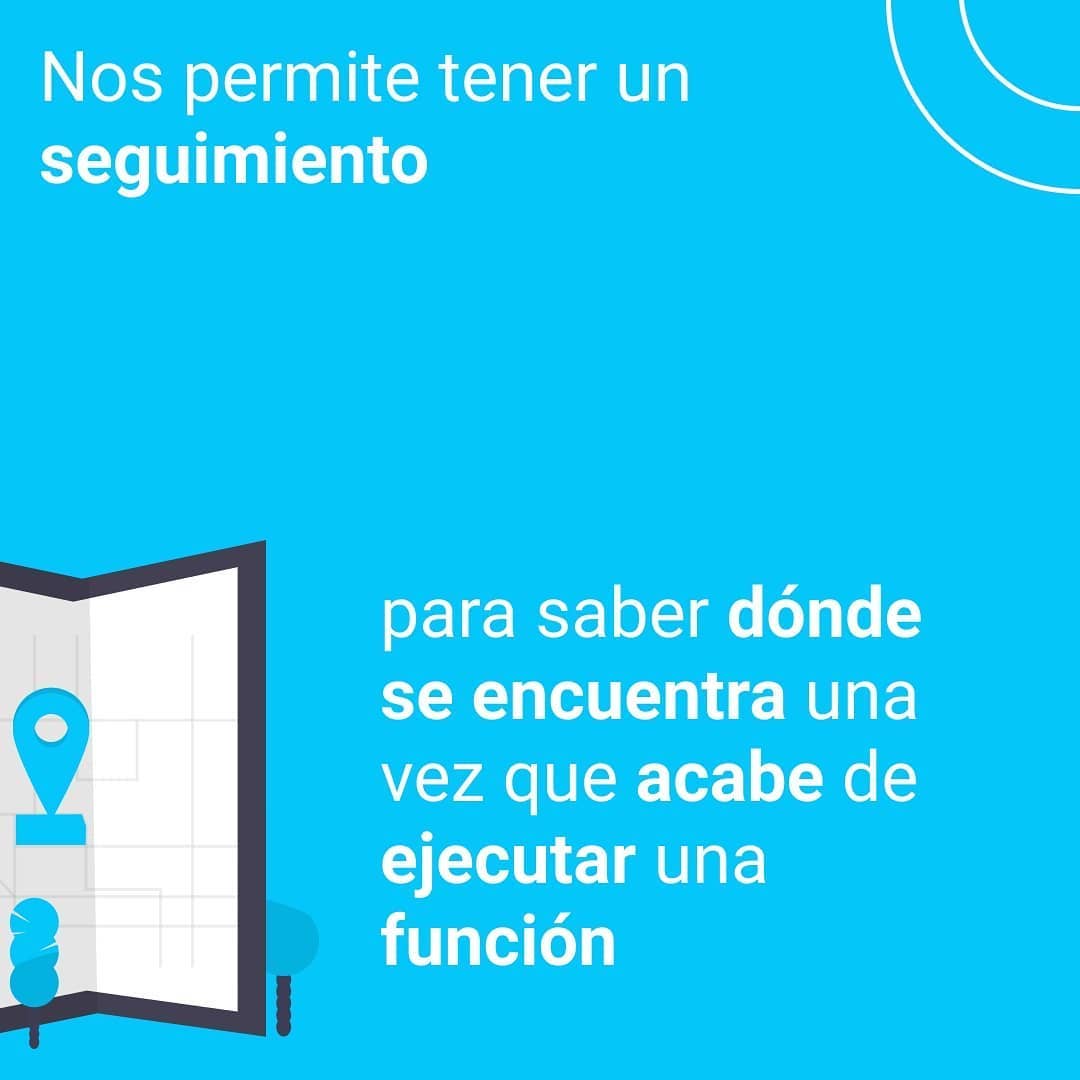 Nos permite tener un
seguimiento
para saber dónde
se encuentra una
vez que acabe de
ejecutar una
función